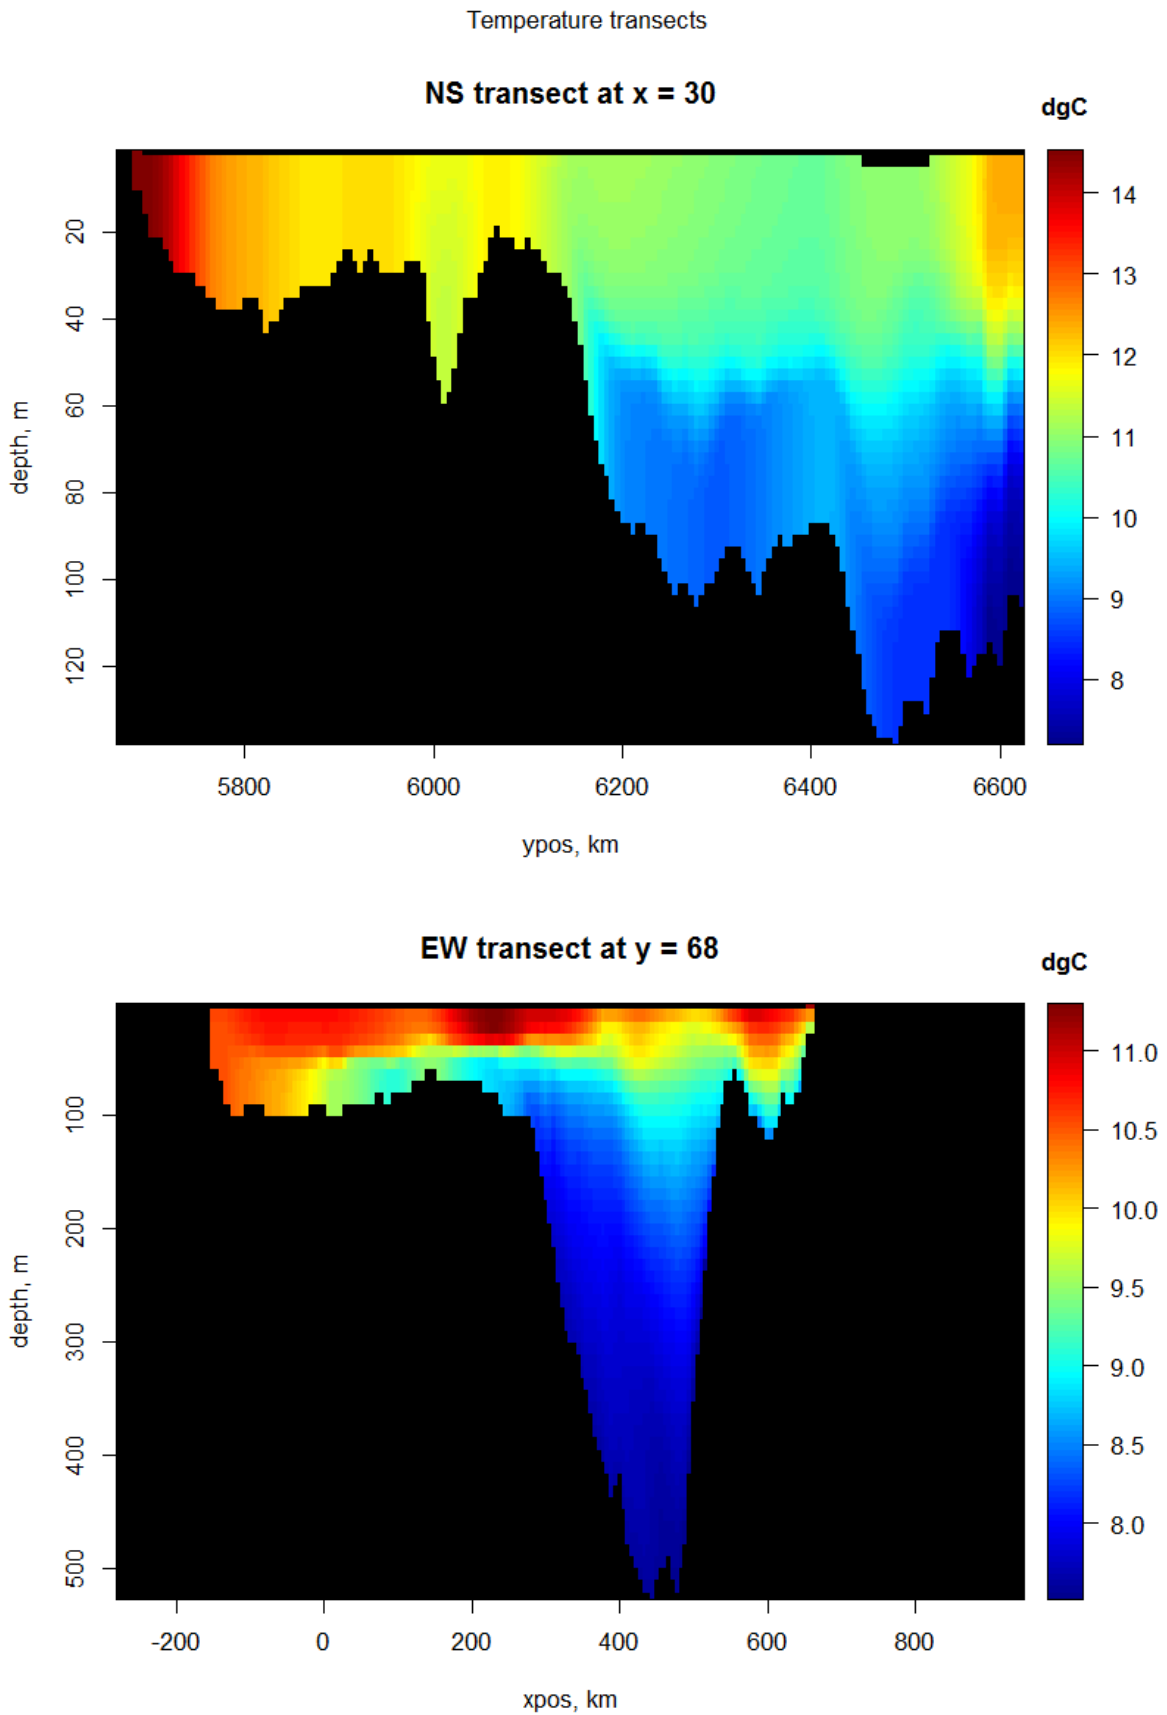 Temperature transects
NS transect at x = 30
dgC
20
40
60
80
100
120
depth, m
14
13
12
11
10
9
8
5800 6000 6200 6400 6600
ypos, km
EW transect at y = 68
dgC
100
200
300
400
500
depth, m
11.0
10.5
10.0
9.5
9.0
8.5
8.0
-200 0 200 400 600 800
xpos, km